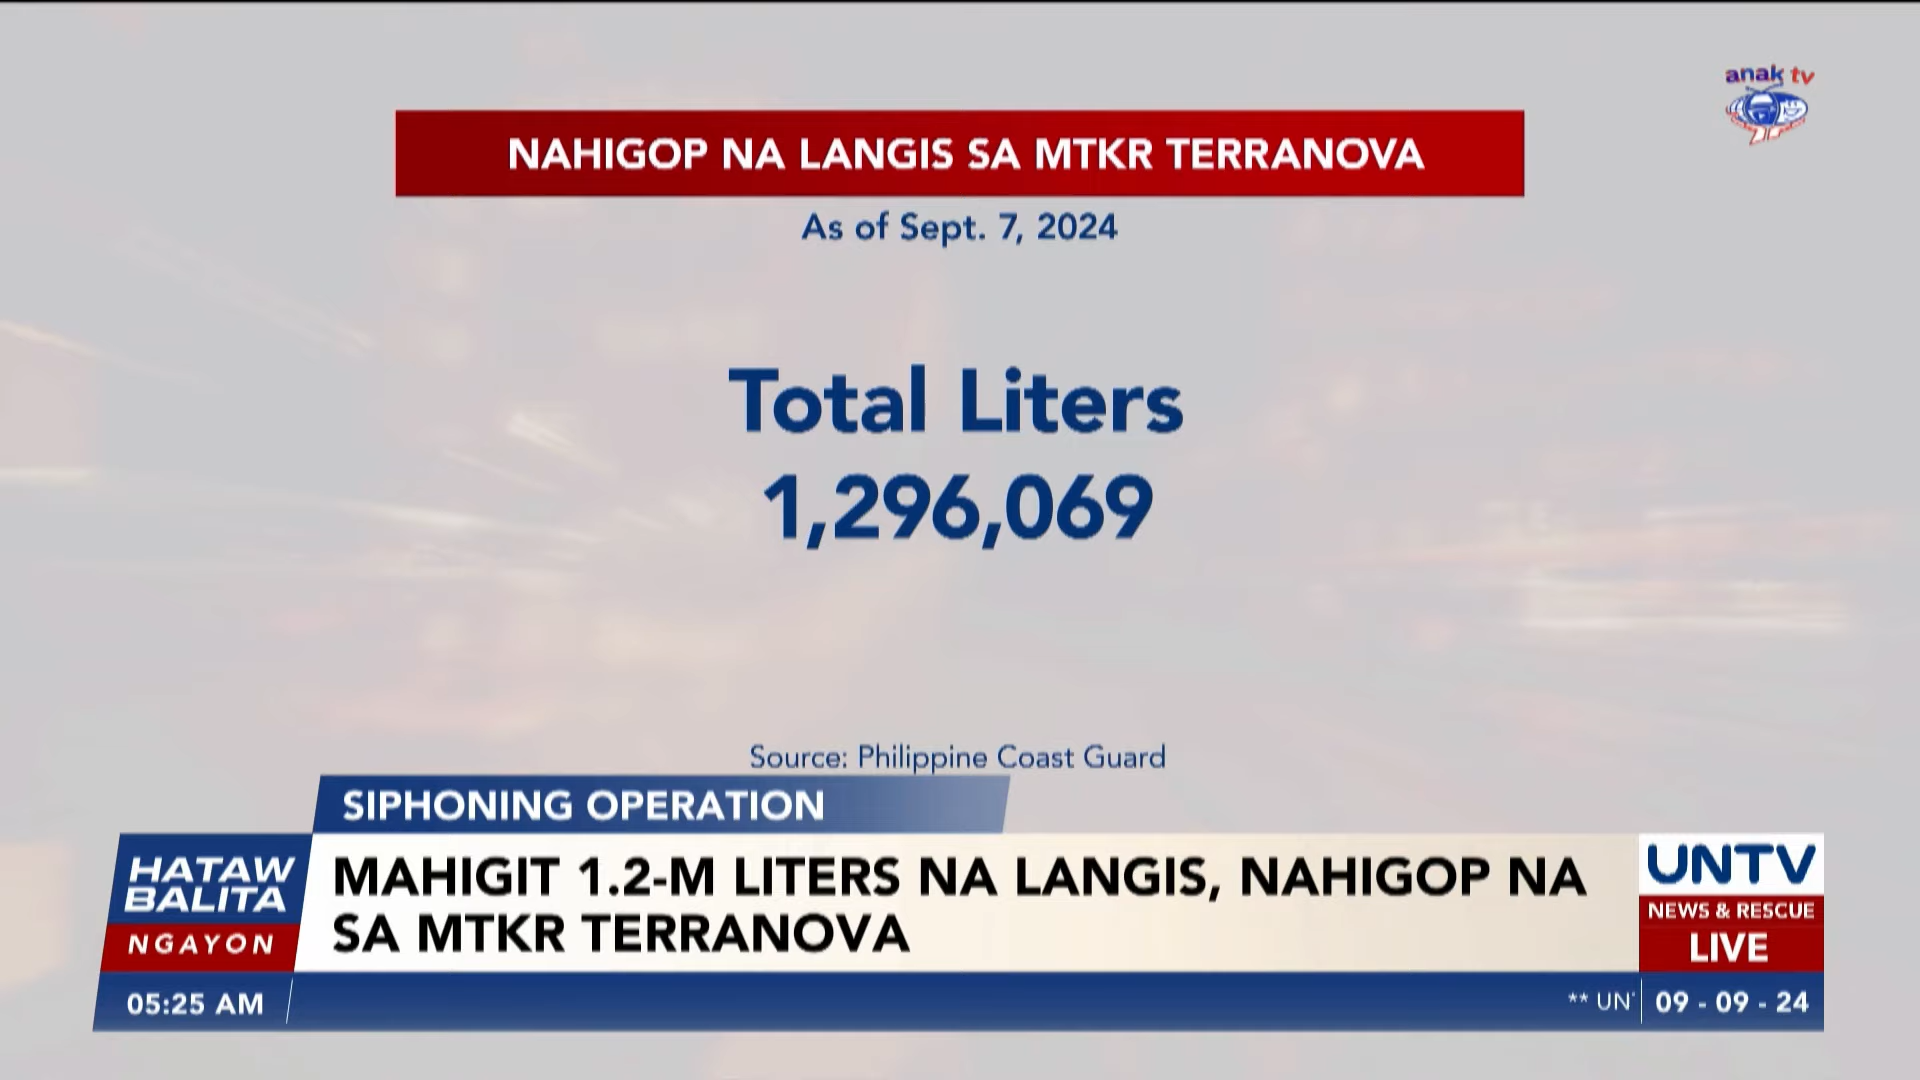 anak tv
NAHIGOP NA LANGIS SA MTKR TERRANOVA
As of Sept. 7, 2024
Total Liters
1,296,069
Source: Philippine Coast Guard
SIPHONING OPERATION
HATAW
BALITA
NGAYON
MAHIGIT 1.2-M LITERS NA LANGIS, NAHIGOP NA
SA MTKR TERRANOVA
UNTV
NEWS & RESCUE
LIVE
05:25 AM
** UN
09 - 09 - 24